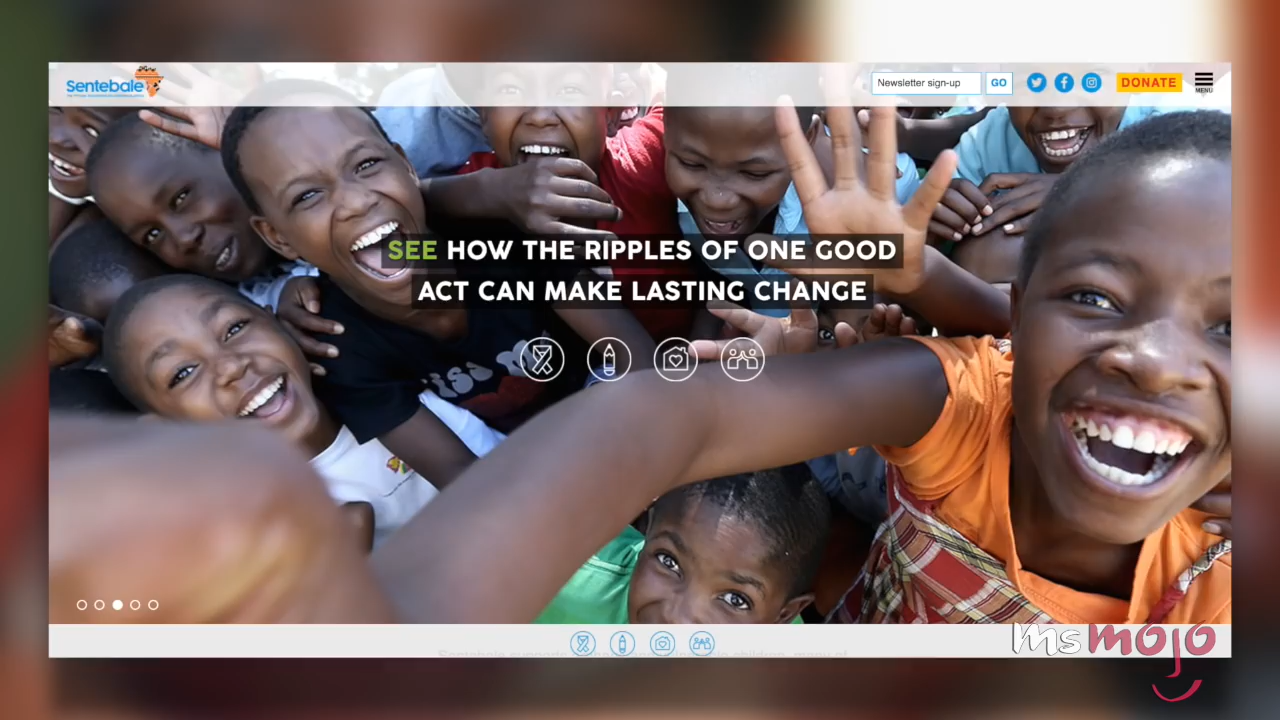 Sentebale
Newsletter sign-up
GO
DONATE
MENU
SEE HOW THE RIPPLES OF ONE GOOD
ACT CAN MAKE LASTING CHANGE
msmojo